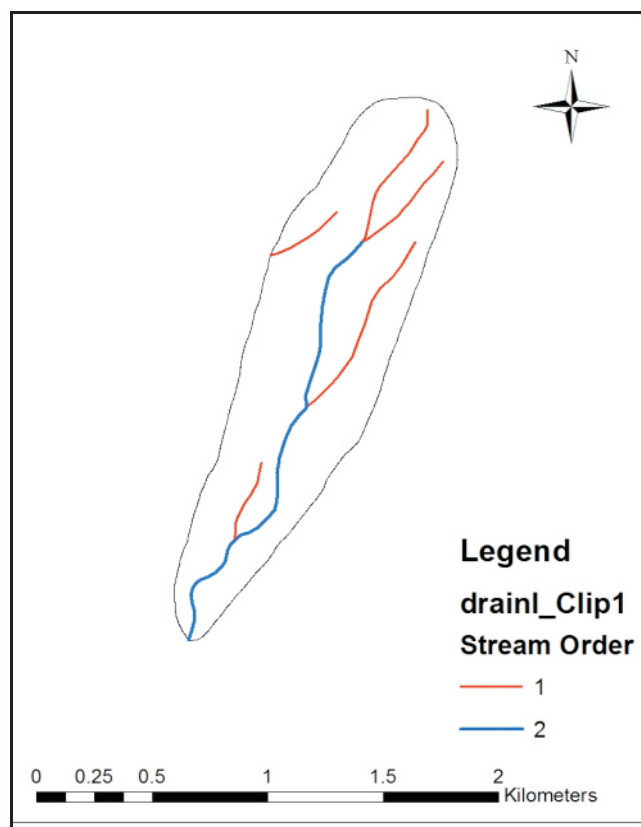 N
Legend
drainl_Clip1
Stream Order
1
2
0 0.25 0.5 1 1.5 2
Kilometers